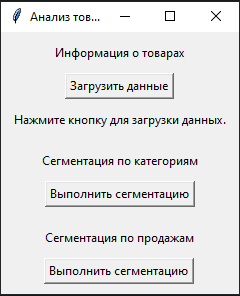 Анализ тов...
Информация о товарах
Загрузить данные
Нажмите кнопку для загрузки данных.
Сегментация по категориям
Выполнить сегментацию
Сегментация по продажам
Выполнить сегментацию